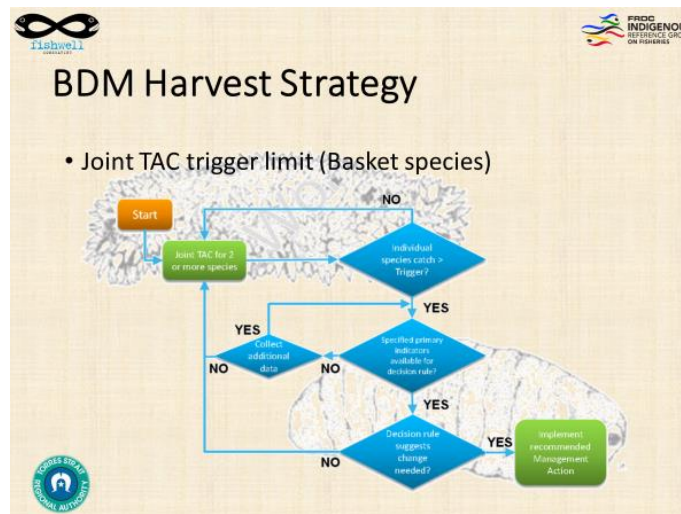 fishwell
CONSULTING
FRDC
INDIGENOU
REFERENCE GRO
ON FISHERIES
BDM Harvest Strategy
• Joint TAC trigger limit (Basket species)
NO
Start
Joint TAC for 2
or more species
Individual
species catch >
Trigger?
YES
YES
Collect
additional
data
NO
NO
Specified primary
indicators
available for
decision rule?
YES
Decision rule
suggests
change
needed?
NO
YES
Implement
recommended
Management
Action
TORRES STRAIT
REGIONAL AUTHORITY